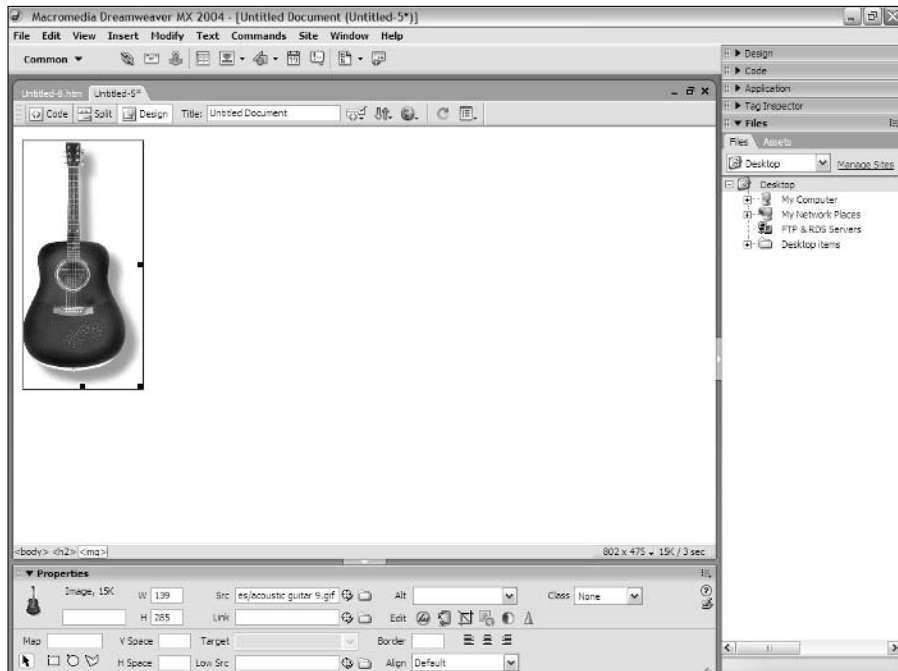 Macromedia Dreamweaver MX 2004 - [Untitled Document (Untitled-5*)]
File Edit View Insert Modify Text Commands Site Window Help
Common
Untitled-8.htm Untitled-5*
Code Split Design Title: Untitled Document
<body> <h2> <img>
802 x 475 15K / 3 sec
Properties
Image, 15K W 139 Src es/acoustic guitar 9.gif Alt Class None
H 285 Link Edit
Map V Space Target Border
H Space Low Src Align Default
Design
Code
Application
Tag Inspector
Files
Files Assets
Desktop Manage Sites
Desktop
My Computer
My Network Places
FTP & RDS Servers
Desktop items